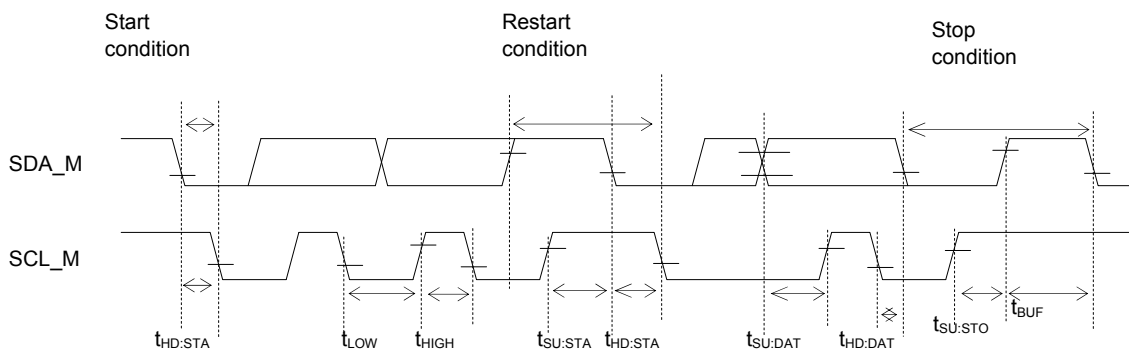 Start
condition
Restart
condition
Stop
condition
SDA_M
SCL_M
tHD:STA
tLOW
tHIGH
tSU:STA
tHD:STA
tSU:DAT
tHD:DAT
tSU:STO
tBUF